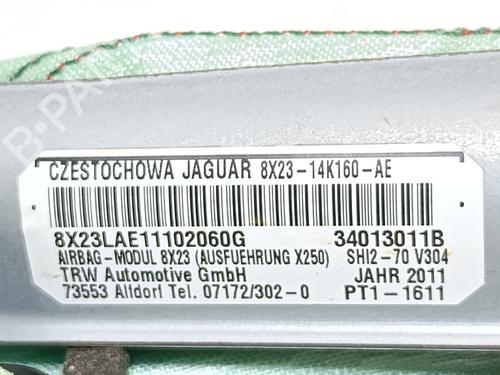 CZESTOCHOWA JAGUAR 8X23-14K160-AE
8X23LAE11102060G 34013011B
AIRBAG-MODUL 8X23 (AUSFUEHRUNG X250) SHI2-70 V304
TRW Automotive GmbH JAHR 2011
73553 Alfdorf Tel. 07172/302-0 PT1-1611
B-PA